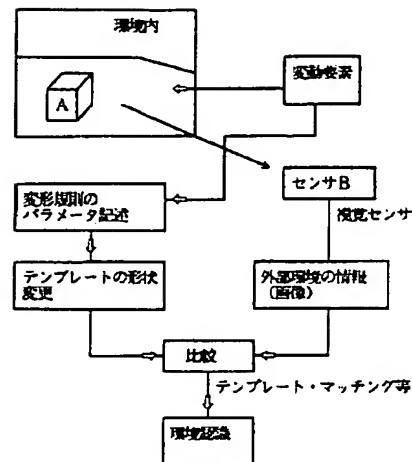 環境内
A
変動要素
センサB
視覚センサ
変形規則の
パラメータ記述
テンプレートの形状
変更
外部環境の情報
(画像)
比較
テンプレート・マッチング等
環境認識